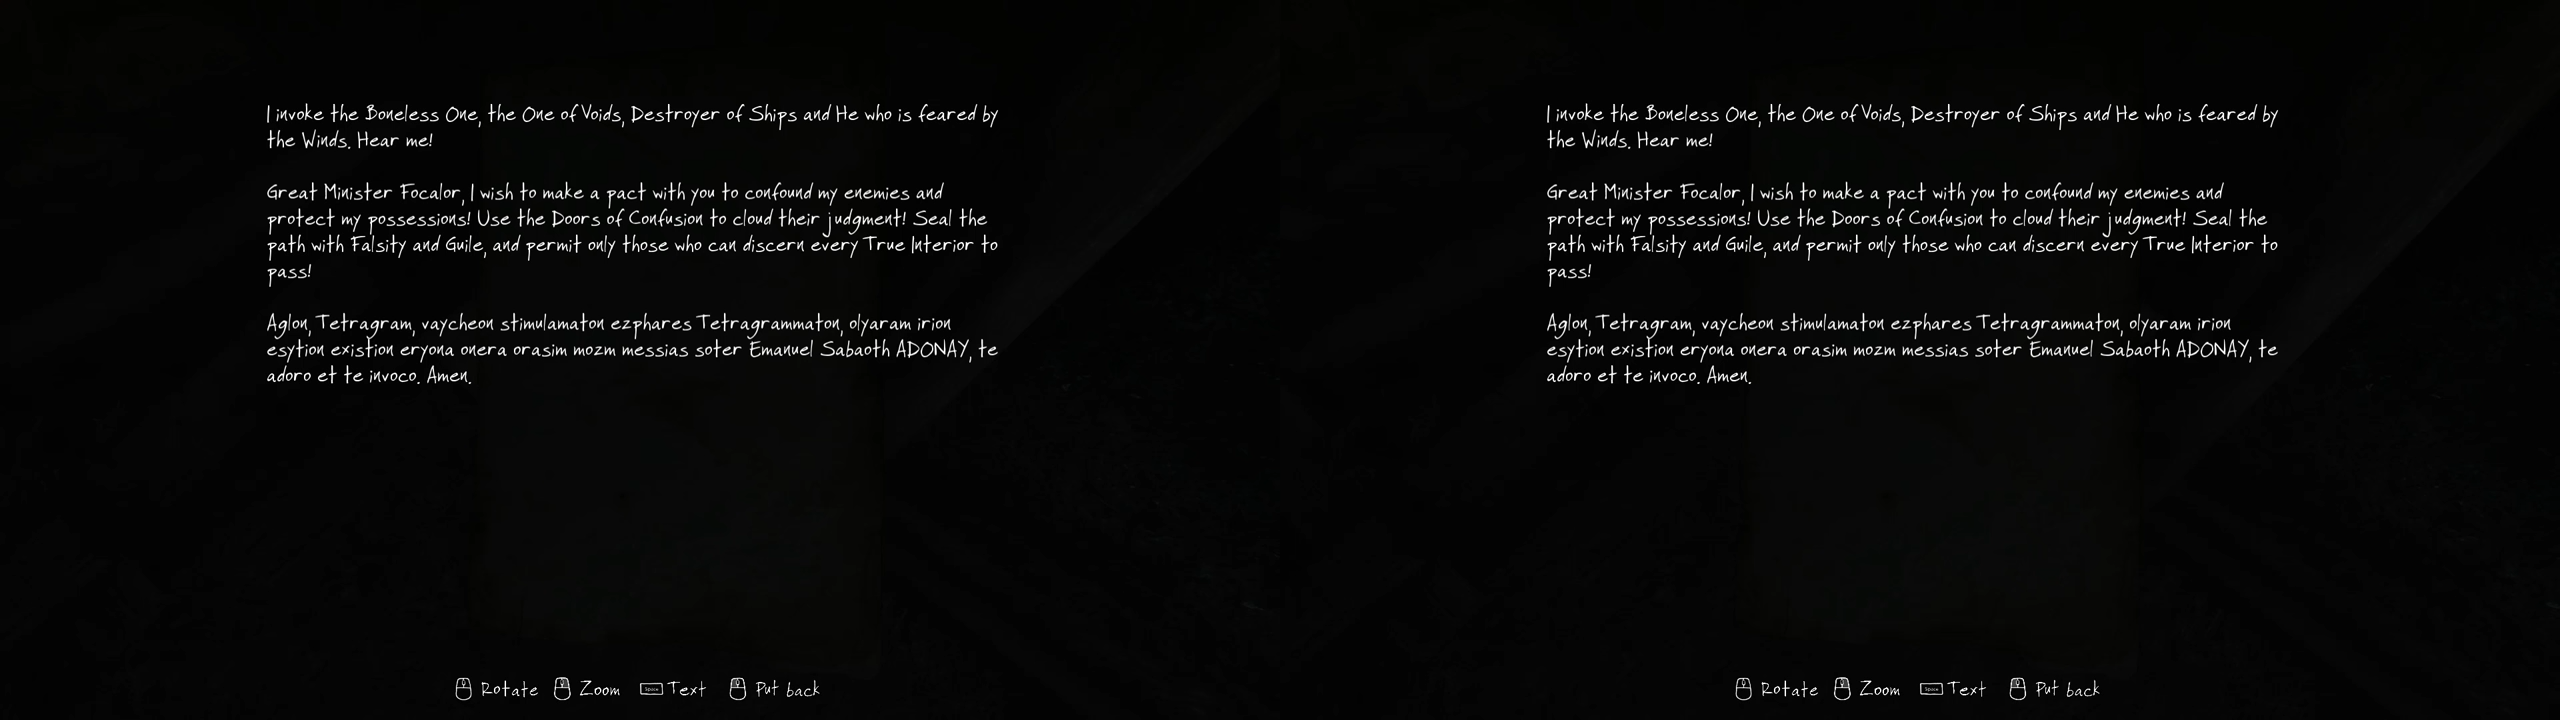 I invoke the Boneless One, the One of Voids, Destroyer of Ships and He who is feared by
the Winds. Hear me!
Great Minister Focalor, I wish to make a pact with you to confound my enemies and
protect my possessions! Use the Doors of Confusion to cloud their judgment! Seal the
path with Falsity and Guile, and permit only those who can discern every True Interior to
pass!
Aglon, Tetragram, vaycheon stimulamaton ezphares Tetragrammaton, olyaram irion
esytion existion eryona onera orasim mozm messias soter Emanuel Sabaoth ADONAY, te
adoro et te invoco. Amen.
Rotate Zoom Space Text Put back
I invoke the Boneless One, the One of Voids, Destroyer of Ships and He who is feared by
the Winds. Hear me!
Great Minister Focalor, I wish to make a pact with you to confound my enemies and
protect my possessions! Use the Doors of Confusion to cloud their judgment! Seal the
path with Falsity and Guile, and permit only those who can discern every True Interior to
pass!
Aglon, Tetragram, vaycheon stimulamaton ezphares Tetragrammaton, olyaram irion
esytion existion eryona onera orasim mozm messias soter Emanuel Sabaoth ADONAY, te
adoro et te invoco. Amen.
Rotate Zoom Space Text Put back